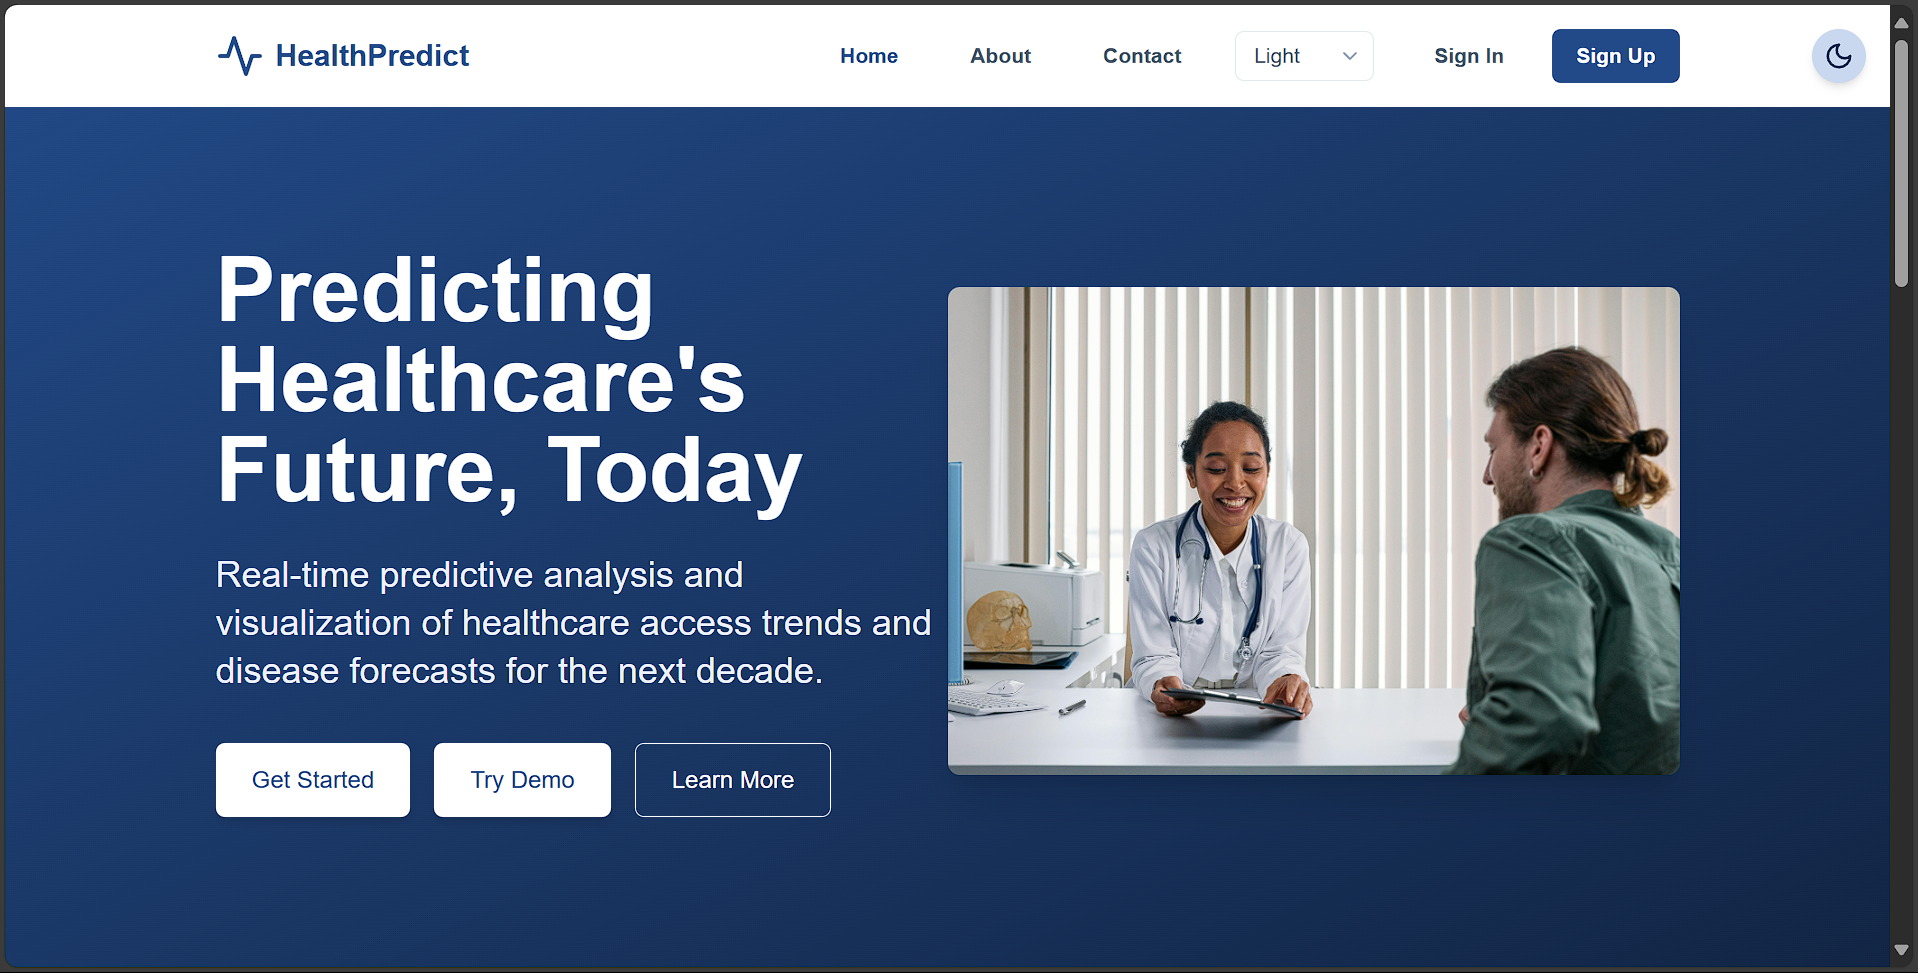 HealthPredict
Home
About
Contact
Light
Sign In
Sign Up
Predicting
Healthcare's
Future, Today
Real-time predictive analysis and
visualization of healthcare access trends and
disease forecasts for the next decade.
Get Started
Try Demo
Learn More